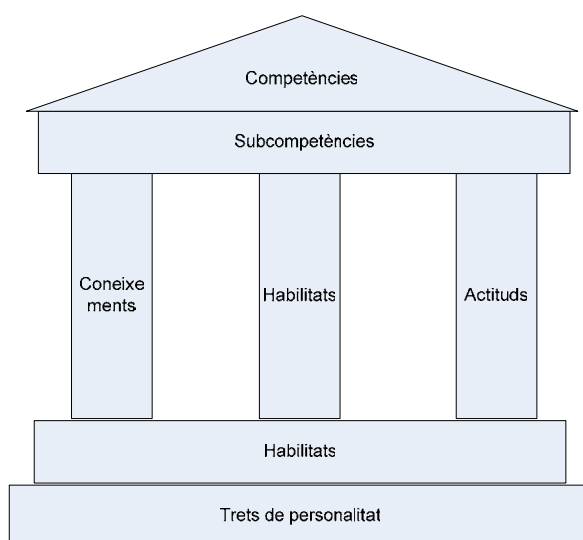 Competències
Subcompetències
Coneixe
ments
Habilitats
Actituds
Habilitats
Trets de personalitat